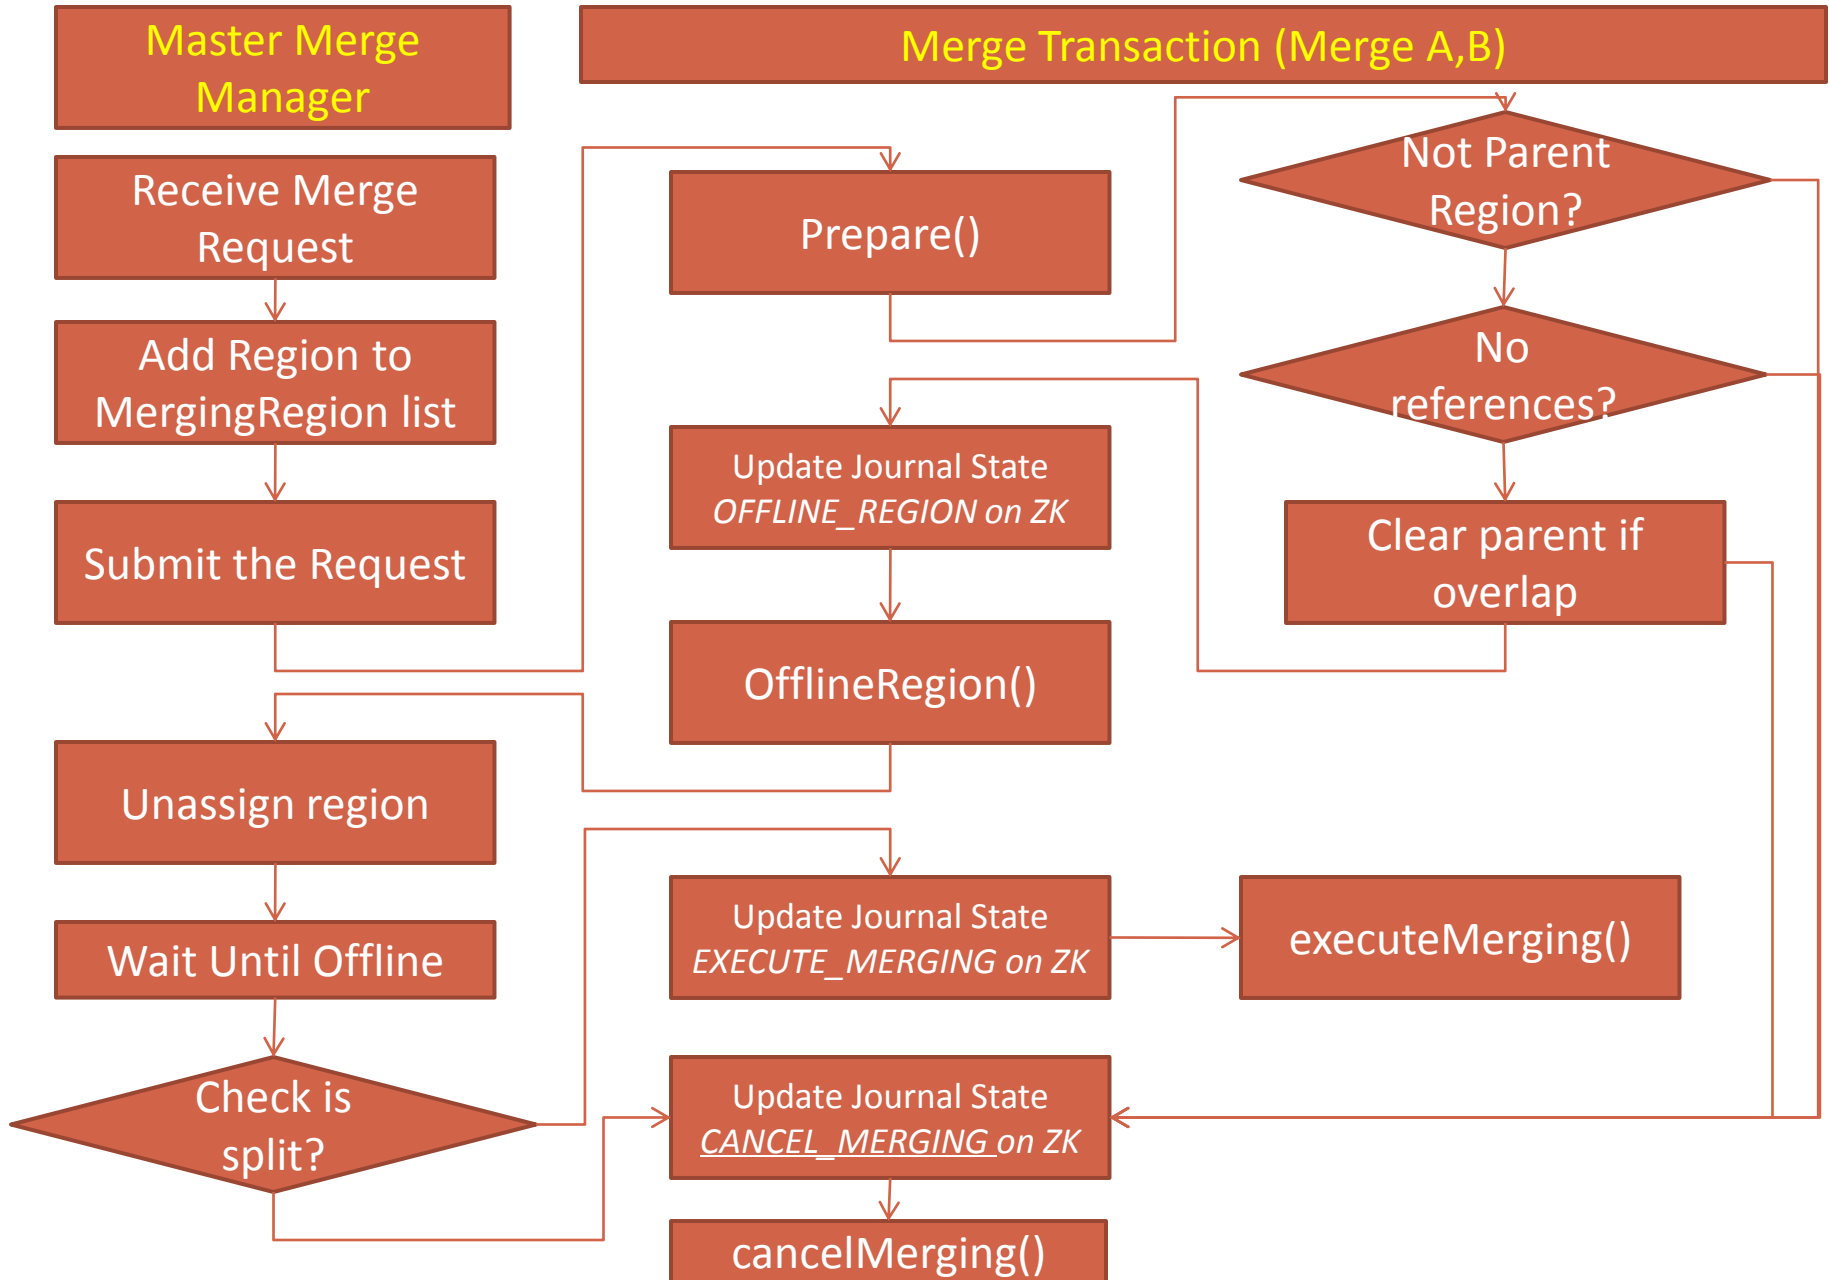 Master Merge
Manager
Merge Transaction (Merge A,B)
Receive Merge
Request
Add Region to
MergingRegion list
Submit the Request
Unassign region
Wait Until Offline
Check is
split?
Prepare()
Update Journal State
OFFLINE_REGION on ZK
OfflineRegion()
Update Journal State
EXECUTE_MERGING on ZK
Update Journal State
CANCEL_MERGING on ZK
cancelMerging()
Not Parent
Region?
No
references?
Clear parent if
overlap
executeMerging()